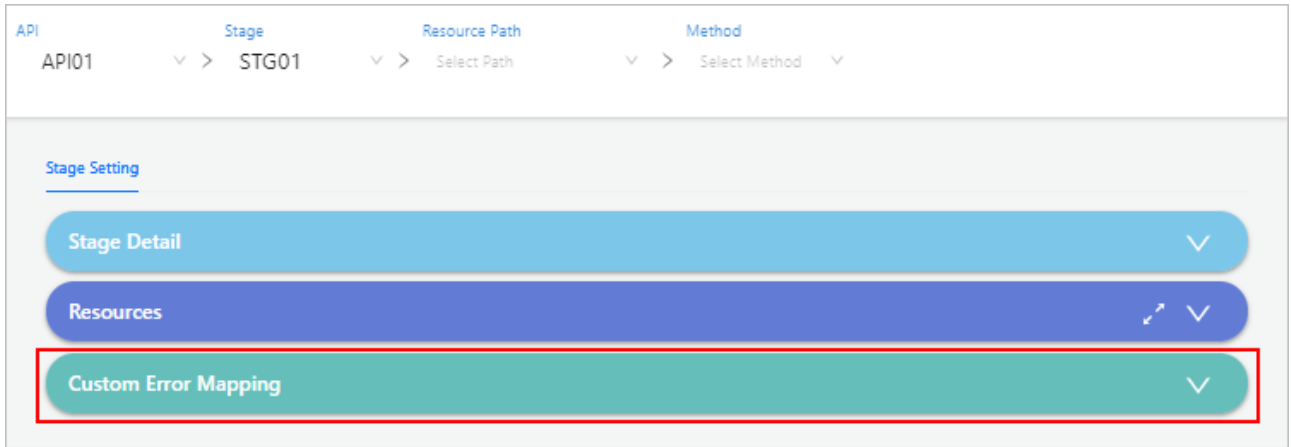 API Stage Resource Path Method
API01 > STG01 > Select Path > Select Method
Stage Setting
Stage Detail
Resources
Custom Error Mapping